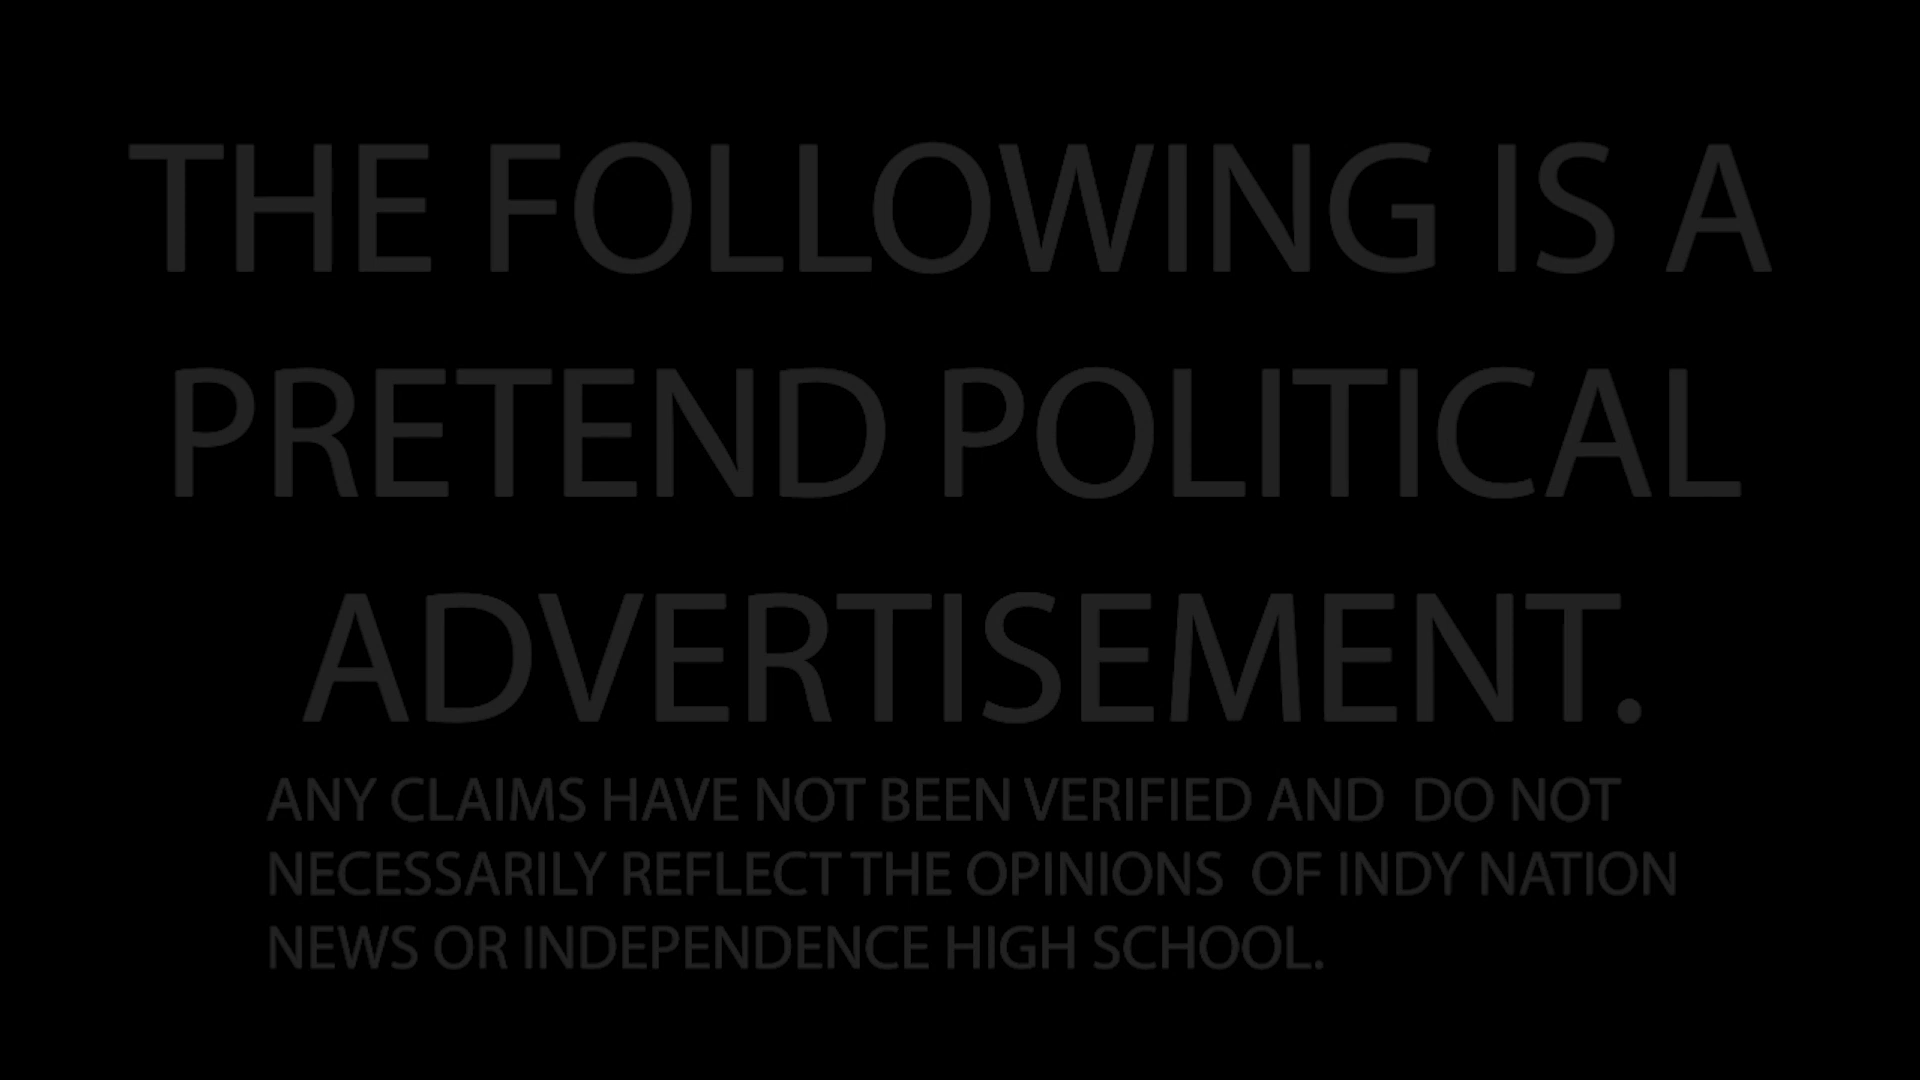 THE FOLLOWING IS A
PRETEND POLITICAL
ADVERTISEMENT.
ANY CLAIMS HAVE NOT BEEN VERIFIED AND  DO NOT
NECESSARILY REFLECT THE OPINIONS  OF INDY NATION
NEWS OR INDEPENDENCE HIGH SCHOOL.